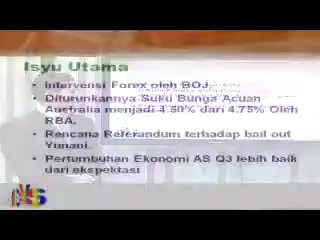 Isyu Utama
• Intervensi Forex oleh BOJ.
• Diturunkannya Suku Bunga Acuan
Australia menjadi 4.50% dari 4.75% Oleh
RBA.
• Rencana Referandum terhadap bail out
Yunani.
• Pertumbuhan Ekonomi AS Q3 lebih baik
dari ekspektasi